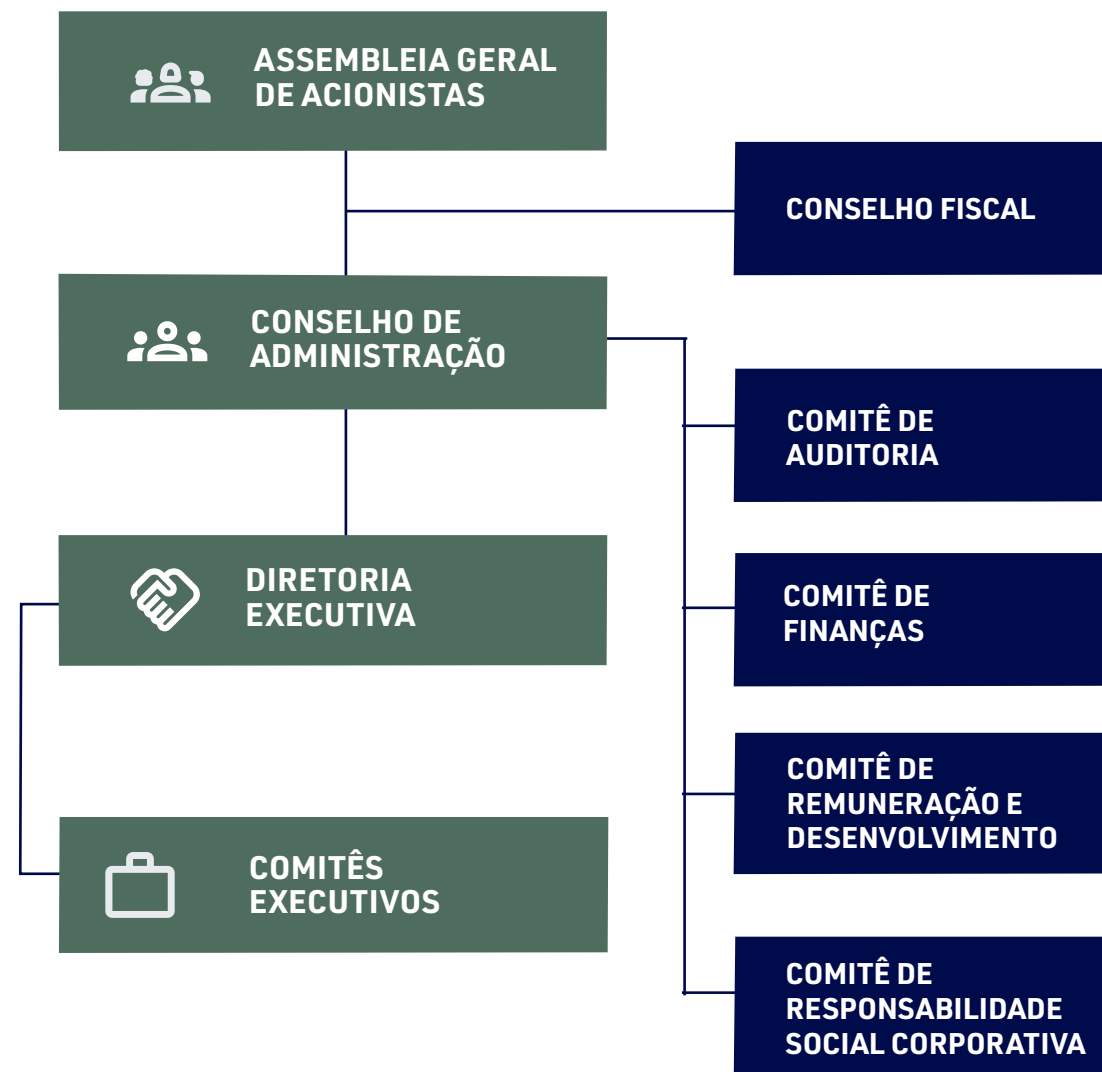 ASSEMBLEIA GERAL
DE ACIONISTAS
CONSELHO FISCAL
CONSELHO DE
ADMINISTRAÇÃO
COMITÊ DE
AUDITORIA
DIRETORIA
EXECUTIVA
COMITÊ DE
FINANÇAS
COMITÊ DE
REMUNERAÇÃO E
DESENVOLVIMENTO
COMITÊS
EXECUTIVOS
COMITÊ DE
RESPONSABILIDADE
SOCIAL CORPORATIVA